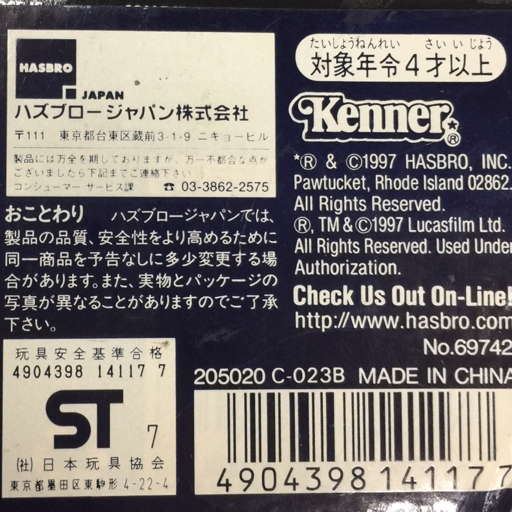 HASBRO
JAPAN
ハズブロージャパン株式会社
〒111 東京都台東区蔵前3-1-9 ニキョービル
製品には万全を期しておりますが、万一不都合な点が
ございましたら下記までご連絡下さい
コンシューマー サービス課 ☎ 03-3862-2575
おことわり ハズブロージャパンでは、
製品の品質、安全性をより高めるために
同一商品を予告なしに多少変更する場合
があります。また、実物とパッケージの
写真が異なることがありますのでご了承
下さい。
玩具安全基準合格
4904398 14117 7
ST 7
(社)日本玩具協会
東京都墨田区東駒形 4-22-4
たいしょうねんれい さいいじょう
対象年令4才以上
Kenner®
*® & ©1997 HASBRO, INC.
Pawtucket, Rhode Island 02862.
All Rights Reserved.
®, TM & ©1997 Lucasfilm Ltd.
All Rights Reserved. Used Under
Authorization.
Check Us Out On-Line!
http://www.hasbro.com
No.69742
205020 C-023B MADE IN CHINA
4904398 141177